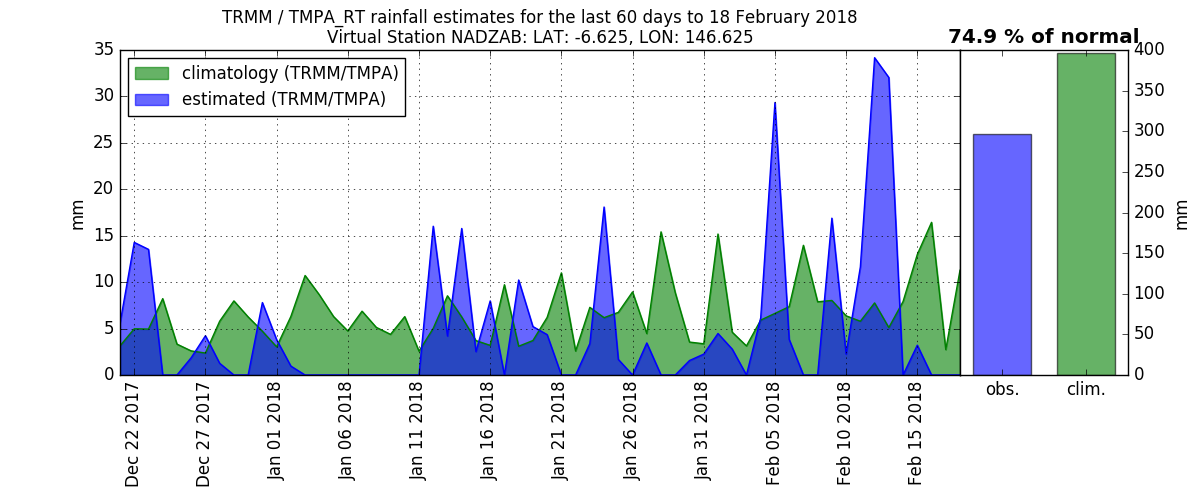 TRMM / TMPA_RT rainfall estimates for the last 60 days to 18 February 2018
Virtual Station NADZAB: LAT: -6.625, LON: 146.625
74.9 % of normal
climatology (TRMM/TMPA)
estimated (TRMM/TMPA)
35
30
25
20
15
10
5
0
mm
Dec 22 2017
Dec 27 2017
Jan 01 2018
Jan 06 2018
Jan 11 2018
Jan 16 2018
Jan 21 2018
Jan 26 2018
Jan 31 2018
Feb 05 2018
Feb 10 2018
Feb 15 2018
obs.
clim.
400
350
300
250
200
150
100
50
0
mm